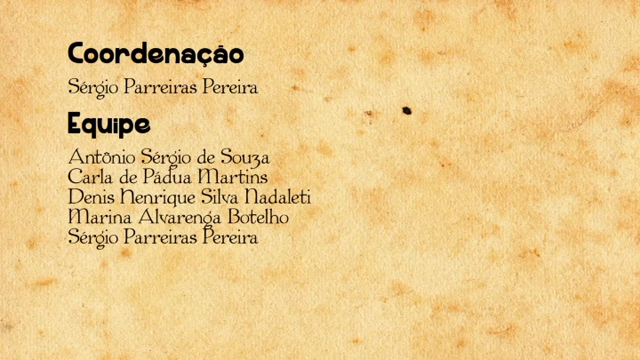 Coordenação
Sérgio Parreiras Pereira
Equipe
Antônio Sérgio de Souza
Carla de Pádua Martins
Denis Henrique Silva Nadaleti
Marina Alvarenga Botelho
Sérgio Parreiras Pereira